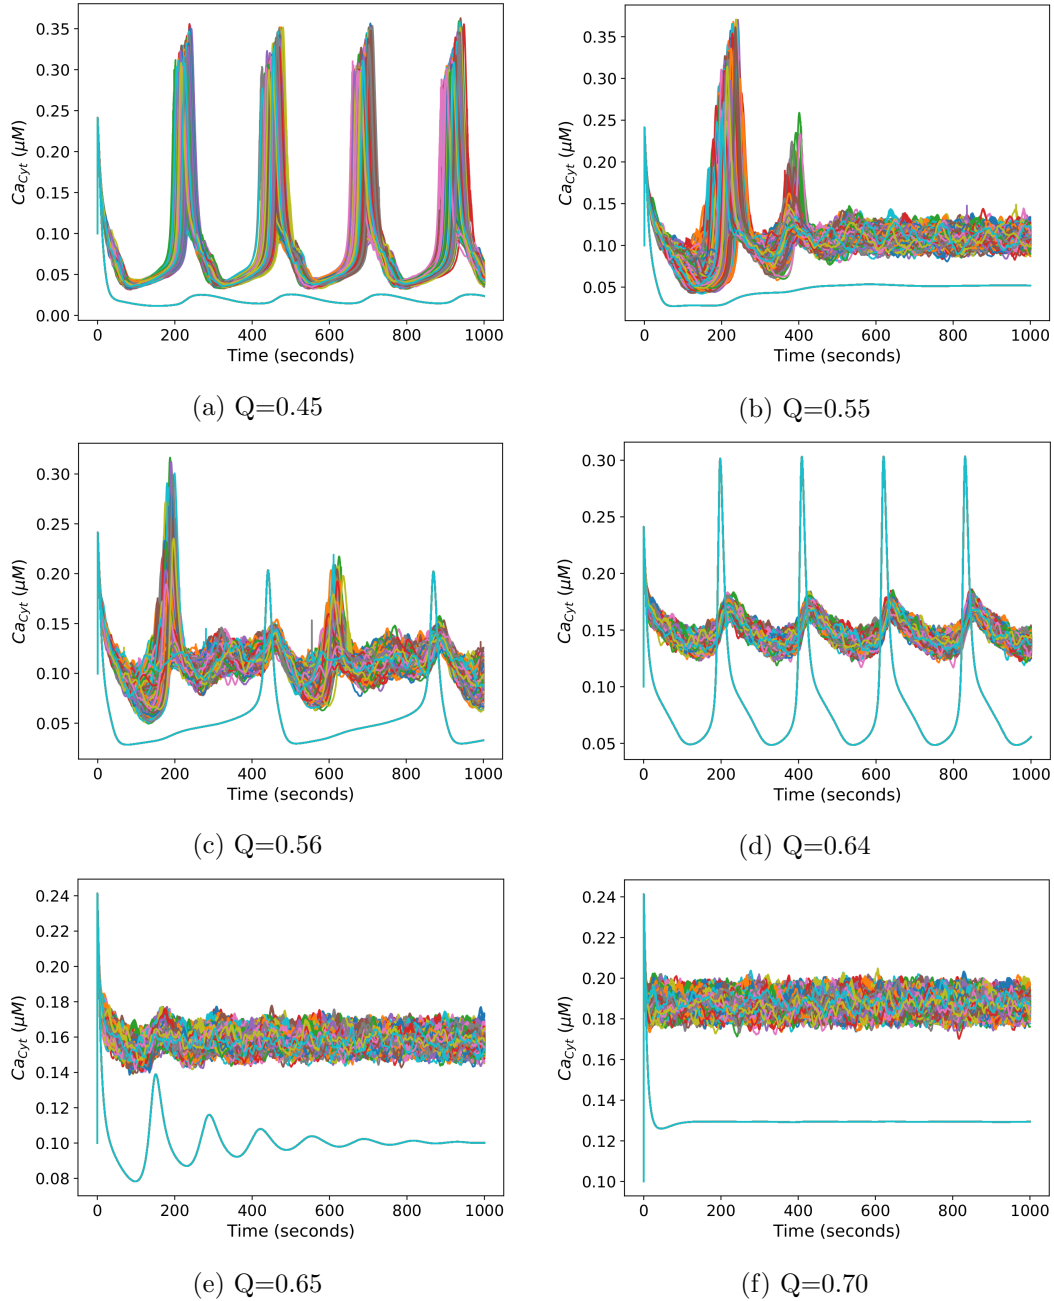 0.35
0.30
0.25
0.20
0.15
0.10
0.05
0.00
Ca_Cyt (μM)
0 200 400 600 800 1000
Time (seconds)
(a) Q=0.45
0.35
0.30
0.25
0.20
0.15
0.10
0.05
Ca_Cyt (μM)
0 200 400 600 800 1000
Time (seconds)
(b) Q=0.55
0.30
0.25
0.20
0.15
0.10
0.05
Ca_Cyt (μM)
0 200 400 600 800 1000
Time (seconds)
(c) Q=0.56
0.30
0.25
0.20
0.15
0.10
0.05
Ca_Cyt (μM)
0 200 400 600 800 1000
Time (seconds)
(d) Q=0.64
0.24
0.22
0.20
0.18
0.16
0.14
0.12
0.10
0.08
Ca_Cyt (μM)
0 200 400 600 800 1000
Time (seconds)
(e) Q=0.65
0.24
0.22
0.20
0.18
0.16
0.14
0.12
0.10
Ca_Cyt (μM)
0 200 400 600 800 1000
Time (seconds)
(f) Q=0.70